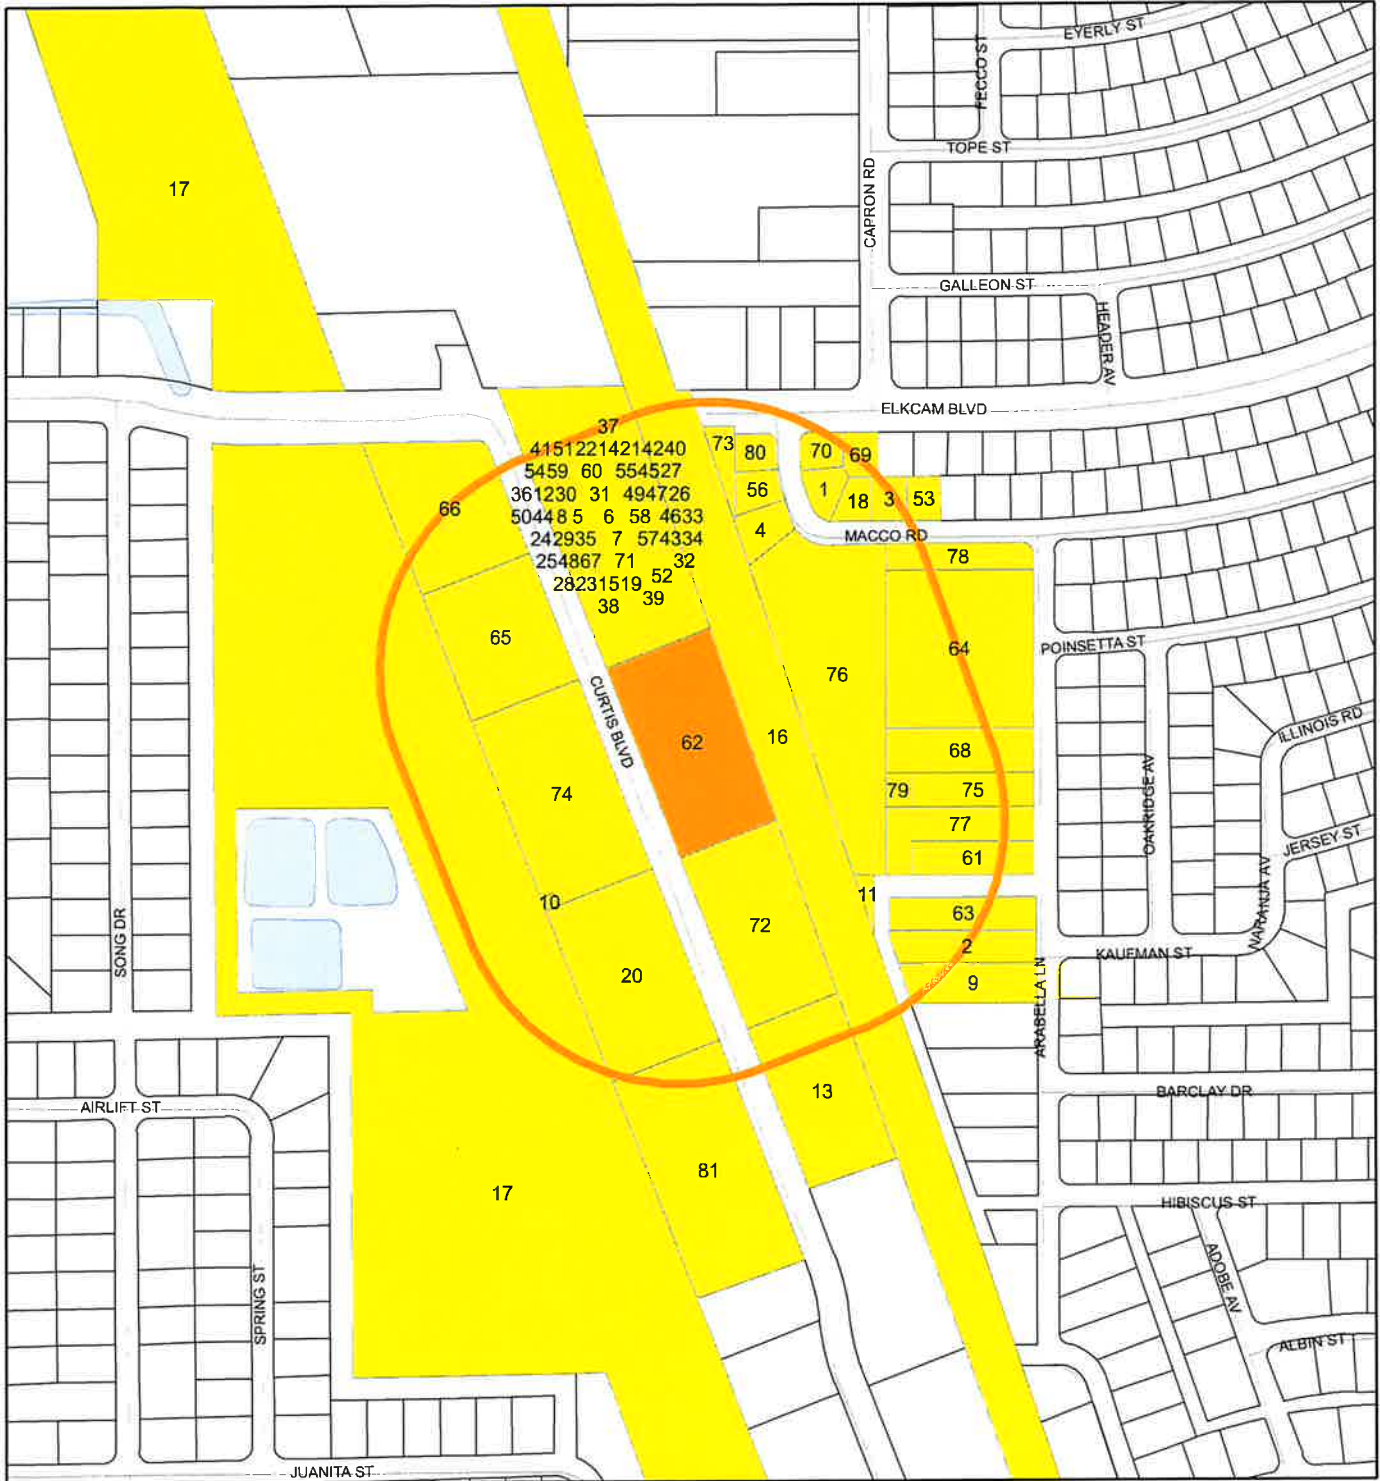 EYERLY ST
FECCO ST
TOPE ST
CAPRON RD
17
GALLEON ST
HEADER AV
ELKCAM BLVD
37
41511221421 4240
5459 60 554527
361230 31 494726
50448 5 6 58 4633
242935 7 574334
254867 71 32
28231519 52
38 39
73 80 70 69
66 56 1 18 3 53
4 MACCO RD
78
65 64 POINSETTA ST
76
CURTIS BLVD
ILLINOIS RD
62 16 68
OAKRIDGE AV
74 79 75
77
JERSEY ST
61
10 11
63
NARANJA AV
SONG DR
72 2 KAUFMAN ST
20 9
ARABELLA LN
13 BARCLAY DR
AIRLIFT ST
81
17 HIBISCUS ST
ADOBE AV
SPRING ST
ALBIN ST
JUANITA ST